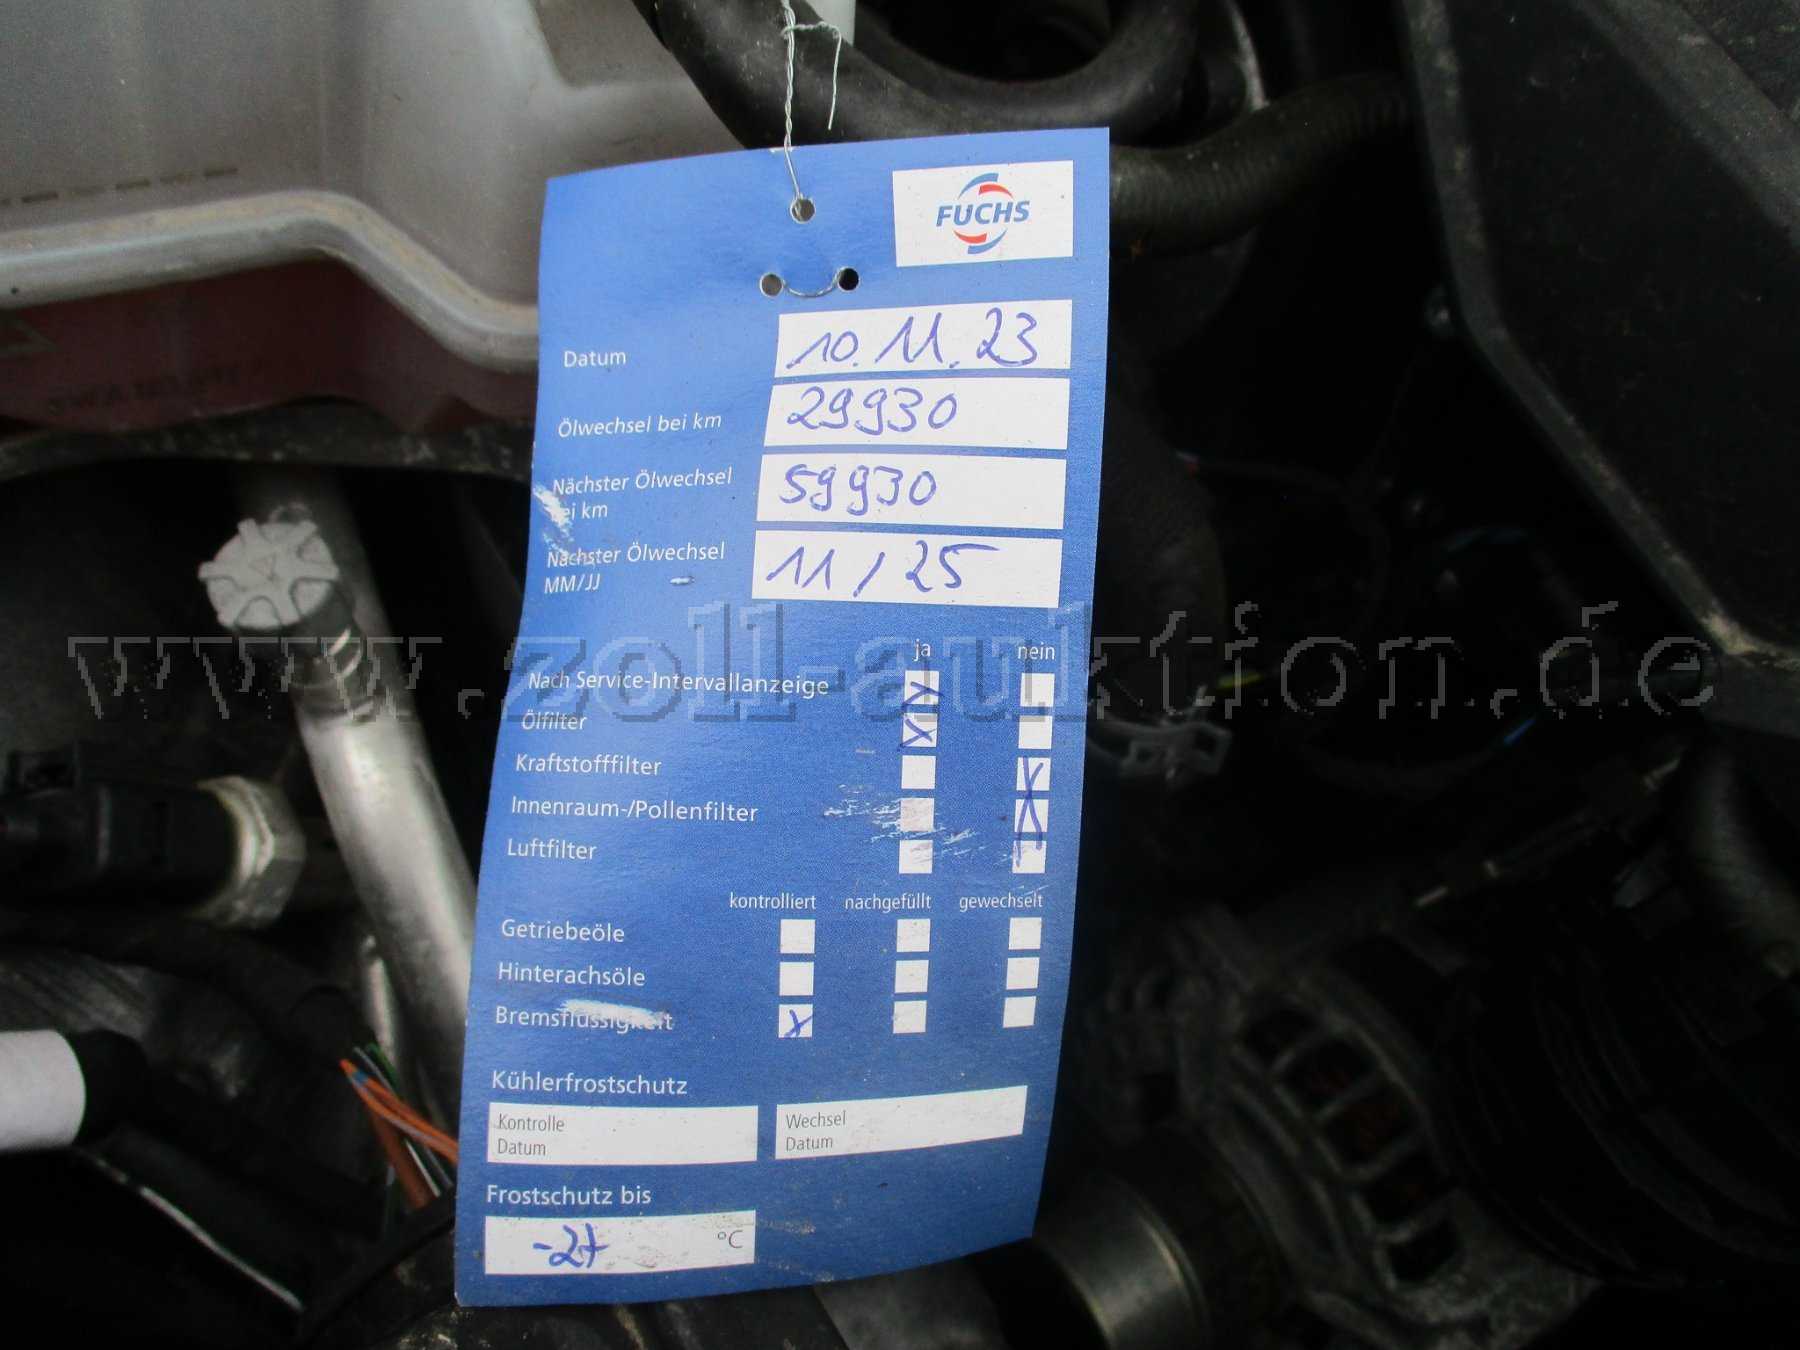 FUCHS
Datum 10.11.23
Ölwechsel bei km 29930
Nächster Ölwechsel
bei km 59930
Nächster Ölwechsel
MM/JJ 11/25
www.zoll-auktion.de
ja nein
Nach Service-Intervallanzeige X
Ölfilter X
Kraftstofffilter X
Innenraum-/Pollenfilter X
Luftfilter
kontrolliert nachgefüllt gewechselt
Getriebeöle
Hinterachsöle
Bremsflüssigkeit X
Kühlerfrostschutz
Kontrolle
Datum
Wechsel
Datum
Frostschutz bis
-27 °C